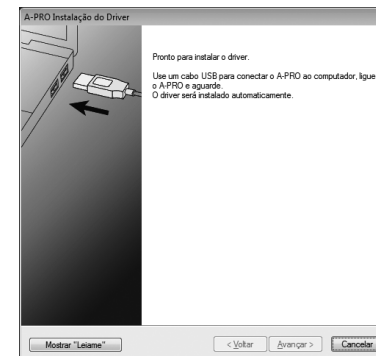 A-PRO Instalação do Driver
Pronto para instalar o driver.
Use um cabo USB para conectar o A-PRO ao computador, ligue
o A-PRO e aguarde.
O driver será instalado automaticamente.
Mostrar "Leiame"
< Voltar
Avançar >
Cancelar